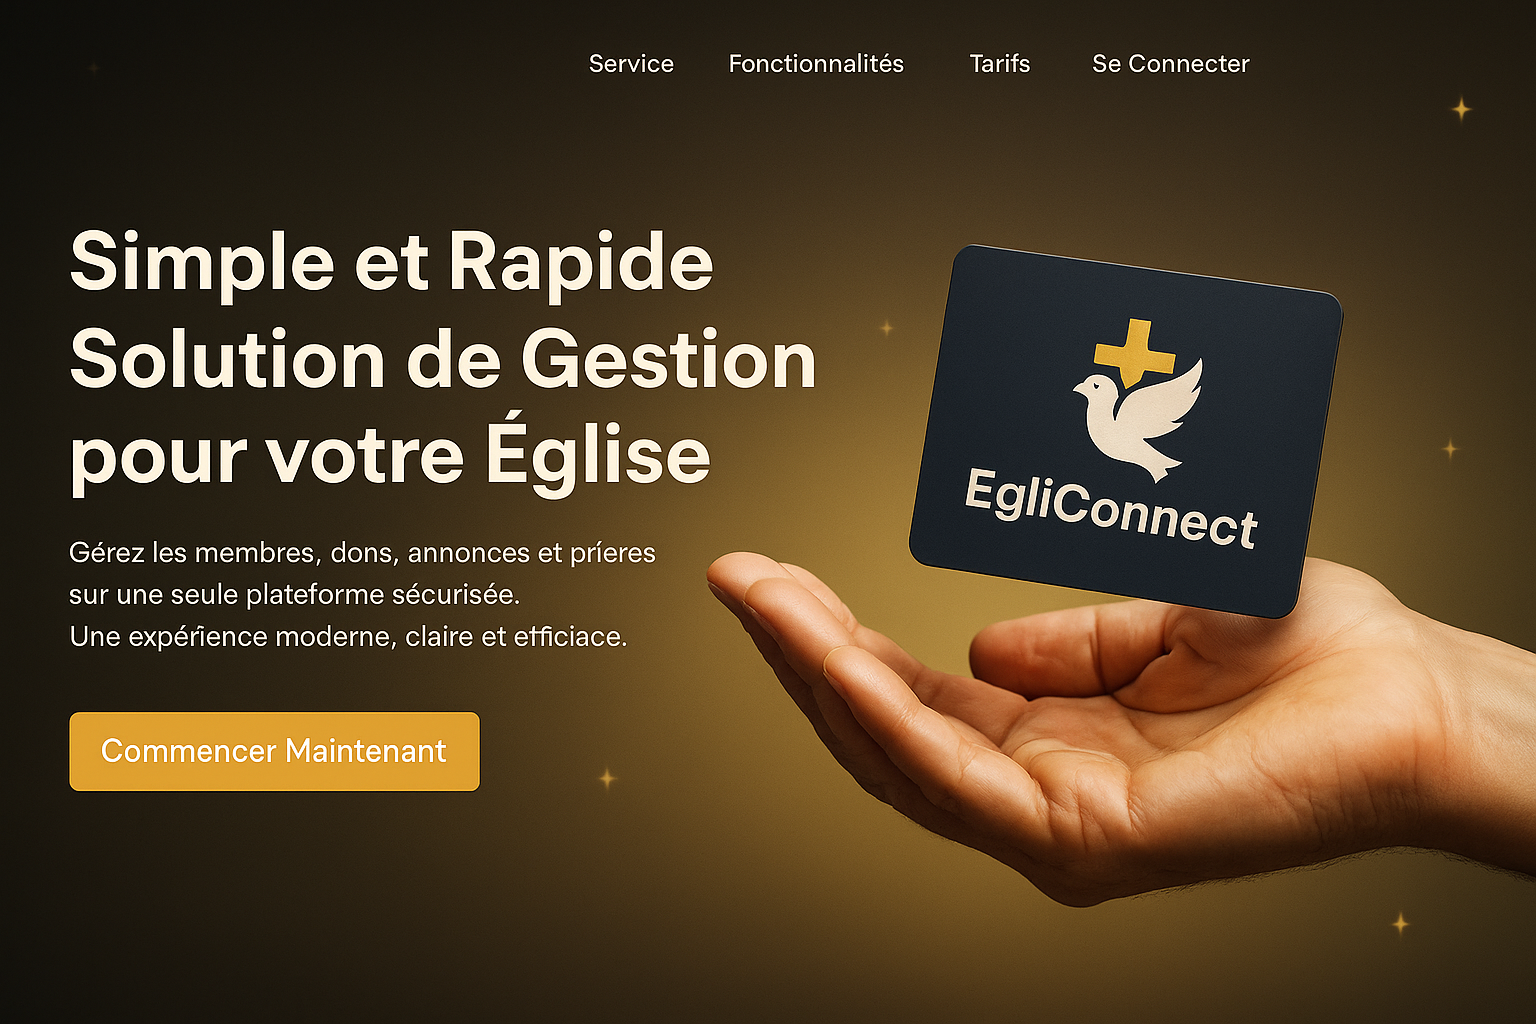 Service Fonctionnalités Tarifs Se Connecter
Simple et Rapide
Solution de Gestion
pour votre Église
Gérez les membres, dons, annonces et príeres
sur une seule plateforme sécurisée.
Une expérience moderne, claire et efficiace.
Commencer Maintenant
EgliConnect